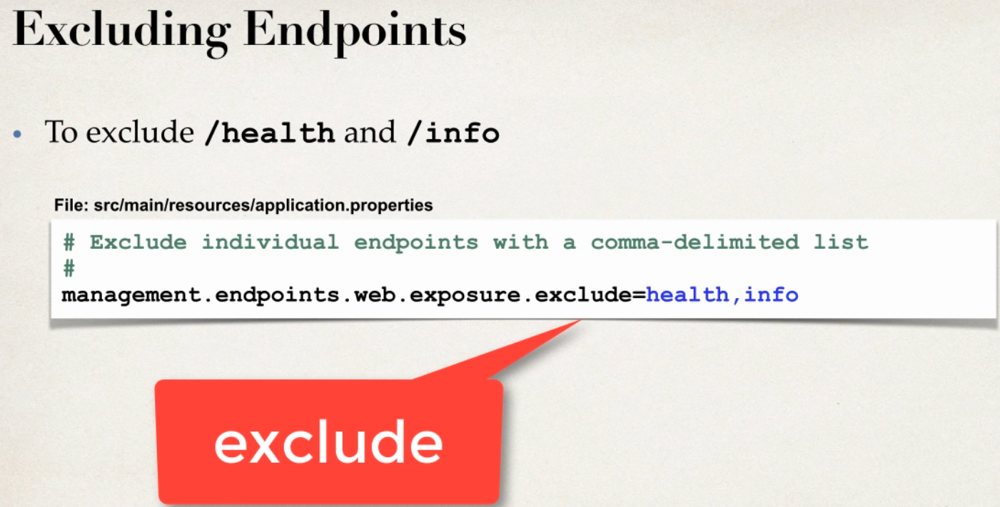 Excluding Endpoints
• To exclude /health and /info
File: src/main/resources/application.properties
# Exclude individual endpoints with a comma-delimited list
#
management.endpoints.web.exposure.exclude=health,info
exclude